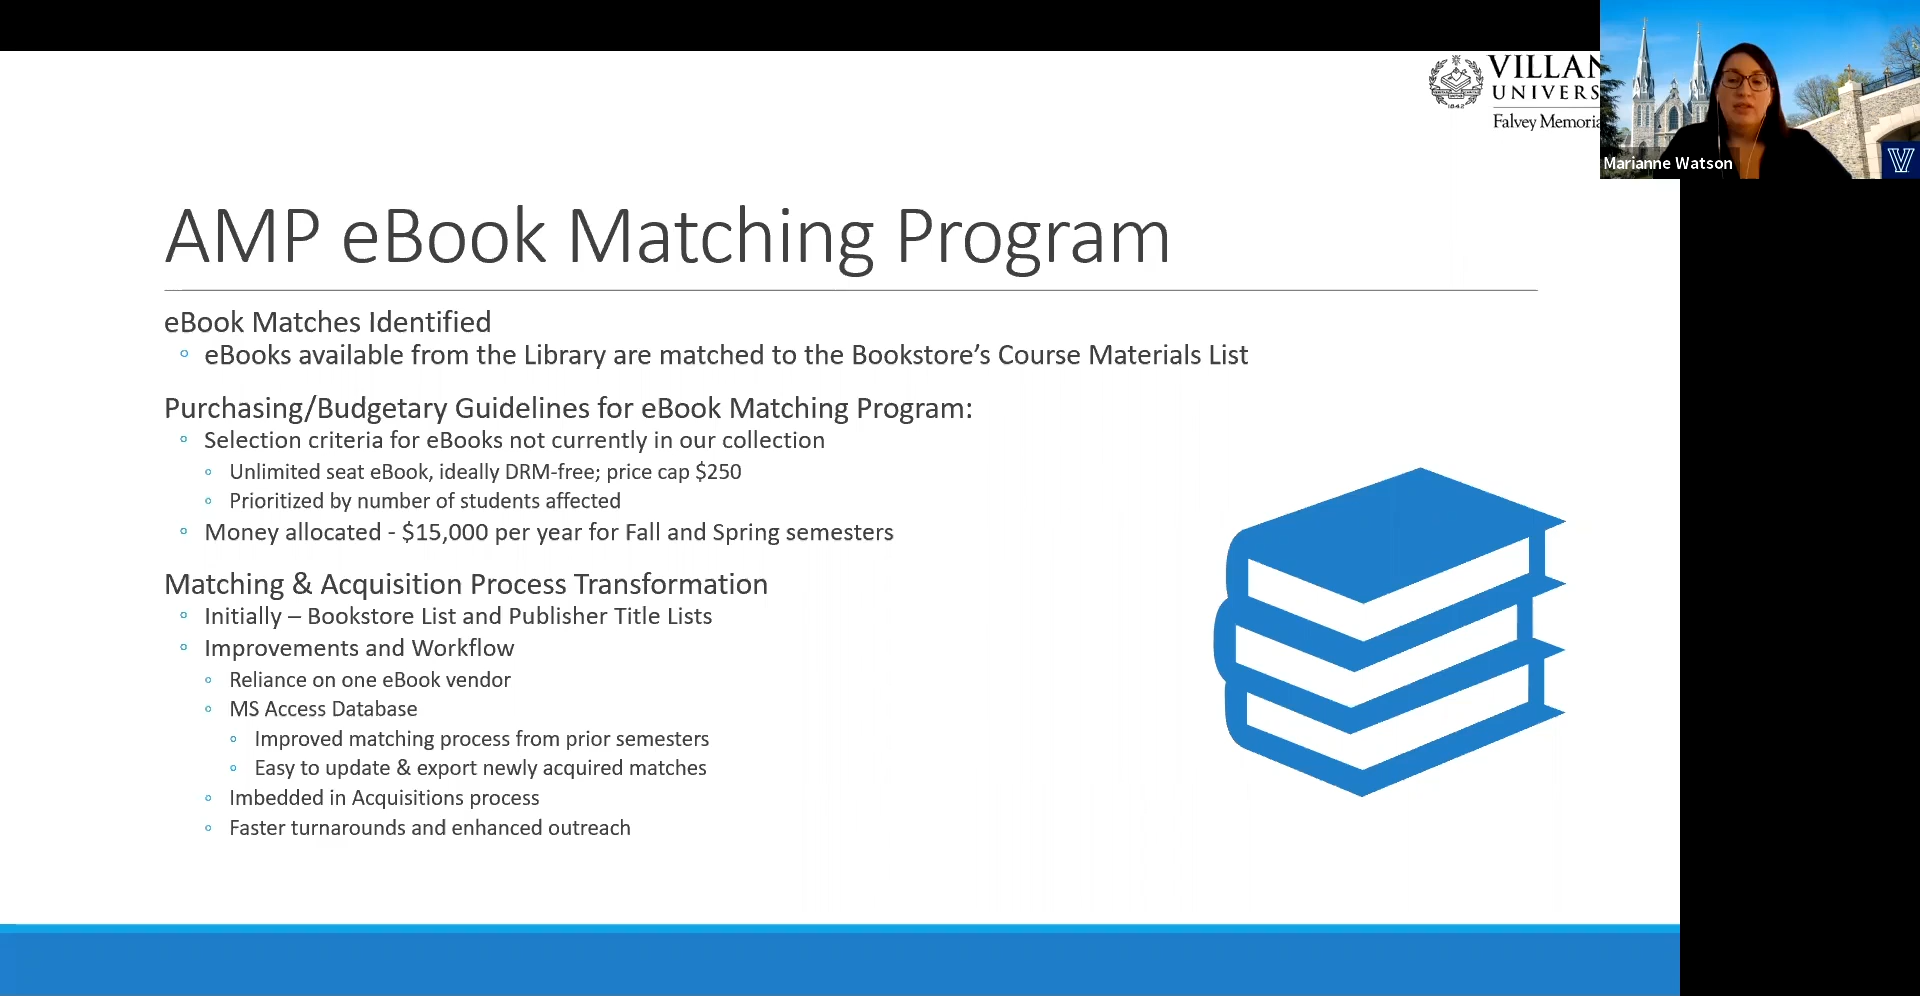 VILLAN
UNIVERS
Falvey Memoria
Marianne Watson
AMP eBook Matching Program
eBook Matches Identified
eBooks available from the Library are matched to the Bookstore’s Course Materials List
Purchasing/Budgetary Guidelines for eBook Matching Program:
Selection criteria for eBooks not currently in our collection
Unlimited seat eBook, ideally DRM-free; price cap $250
Prioritized by number of students affected
Money allocated - $15,000 per year for Fall and Spring semesters
Matching & Acquisition Process Transformation
Initially – Bookstore List and Publisher Title Lists
Improvements and Workflow
Reliance on one eBook vendor
MS Access Database
Improved matching process from prior semesters
Easy to update & export newly acquired matches
Imbedded in Acquisitions process
Faster turnarounds and enhanced outreach